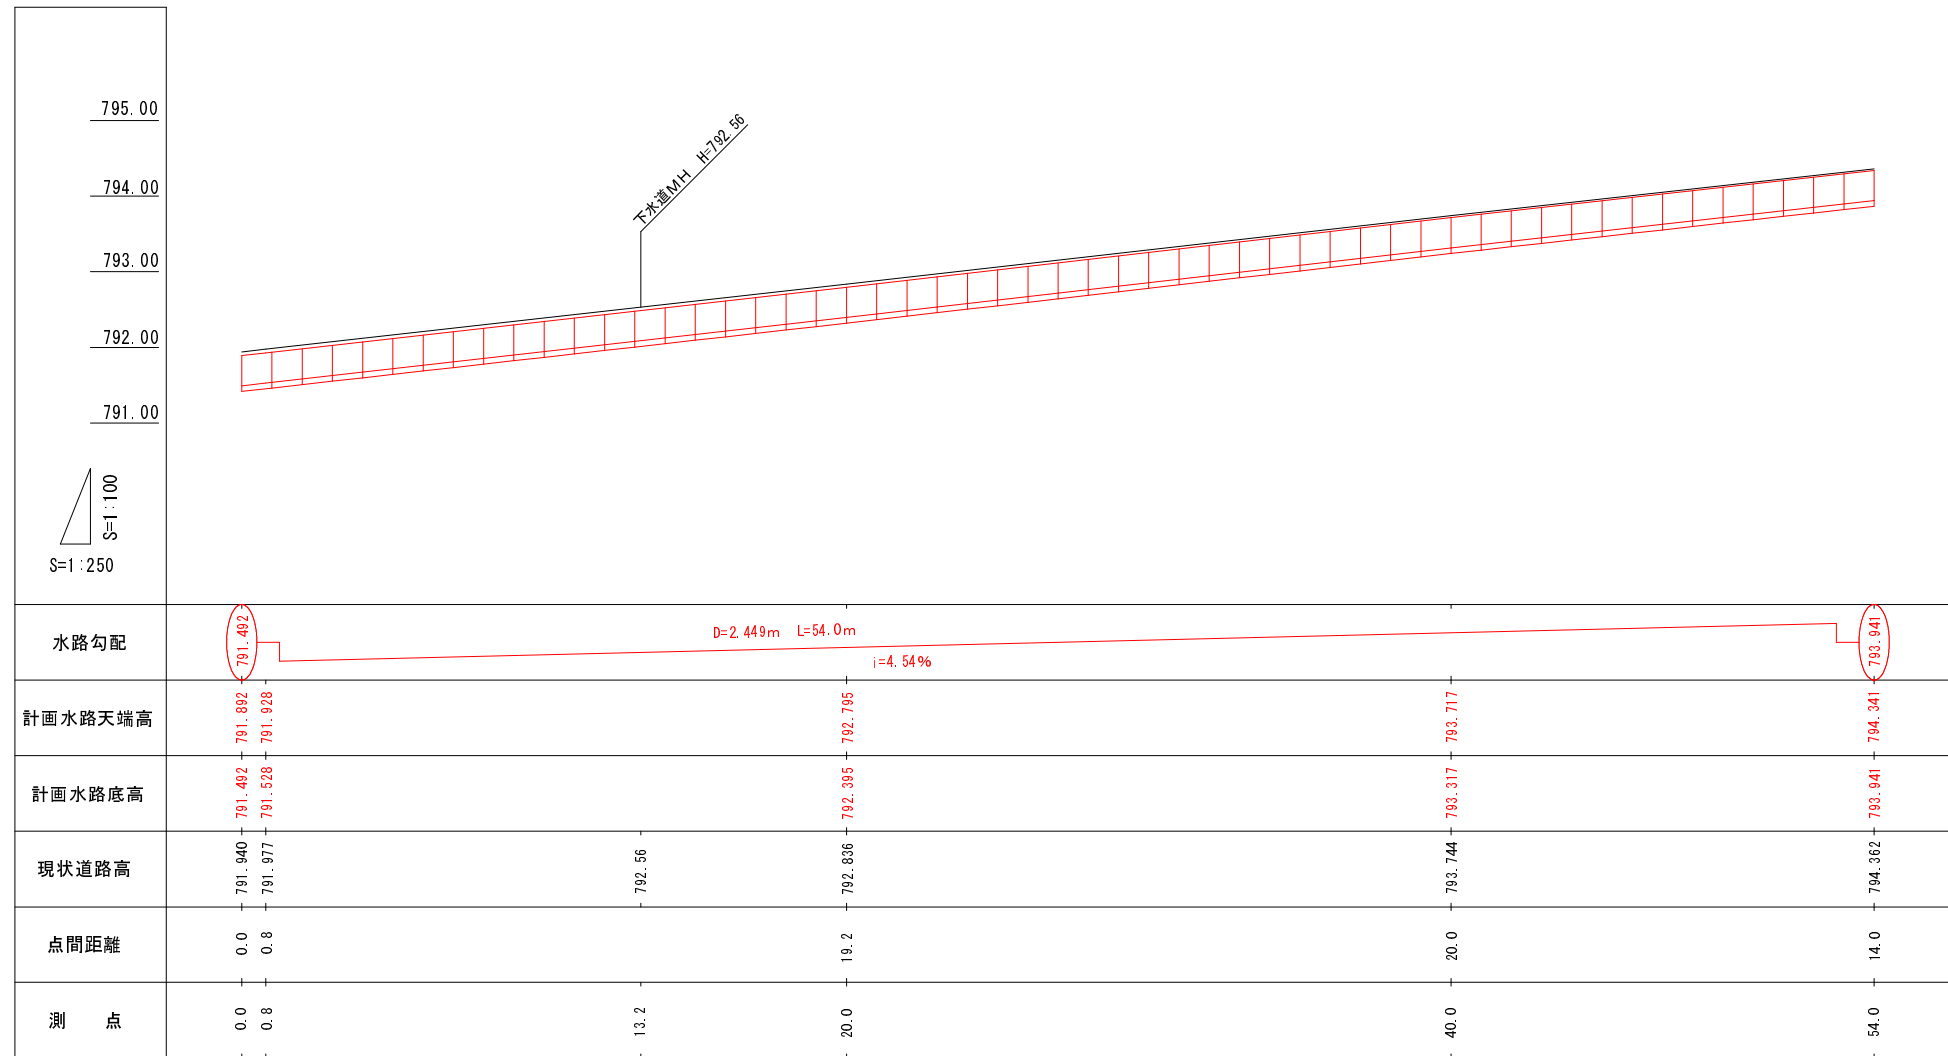 795.00
794.00
793.00
792.00
791.00
S=1:100
S=1:250
下水道MH H=792.56
水路勾配
791.492
D=2.449m L=54.0m
i=4.54%
793.941
計画水路天端高
791.892 791.928 792.795 793.717 794.341
計画水路底高
791.492 791.528 792.395 793.317 793.941
現状道路高
791.940 791.977 792.56 792.836 793.744 794.362
点間距離
0.0 0.8 19.2 20.0 14.0
測 点
0.0 0.8 13.2 20.0 40.0 54.0